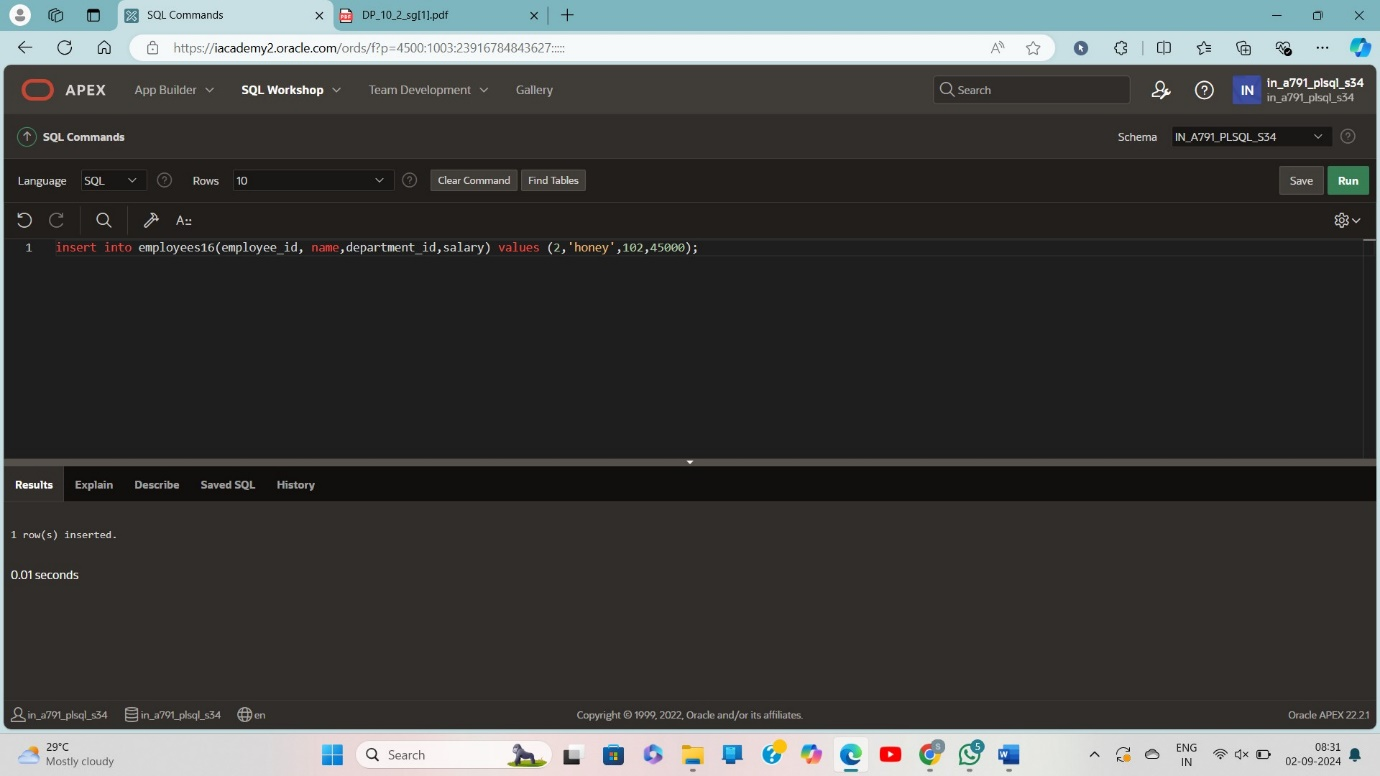 SQL Commands
DP_10_2_sg[1].pdf
https://iacademy2.oracle.com/ords/f?p=4500:1003:23916784843627:::::
APEX App Builder SQL Workshop Team Development Gallery Search IN in_a791_plsql_s34
in_a791_plsql_s34
SQL Commands Schema IN_A791_PLSQL_S34
Language SQL Rows 10 Clear Command Find Tables Save Run
A::
1 insert into employees16(employee_id, name,department_id,salary) values (2,'honey',102,45000);
Results Explain Describe Saved SQL History
1 row(s) inserted.
0.01 seconds
in_a791_plsql_s34 in_a791_plsql_s34 en Copyright © 1999, 2022, Oracle and/or its affiliates. Oracle APEX 22.2.1
29°C
Mostly cloudy
Search
8
5
ENG
IN
08:31
02-09-2024